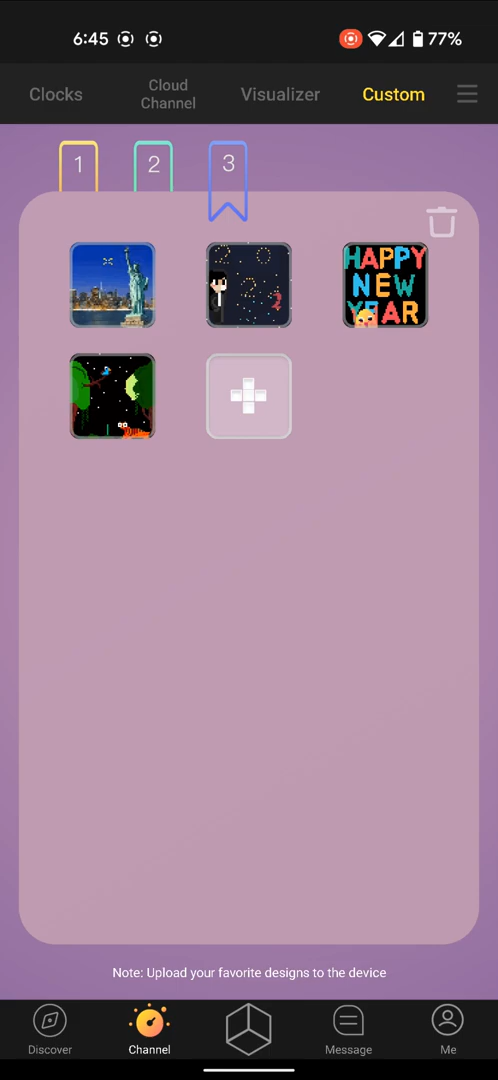 6:45
77%
Clocks
Cloud
Channel
Visualizer
Custom
1
2
3
HAPPY
NEW
YEAR
Note: Upload your favorite designs to the device
Discover
Channel
Message
Me